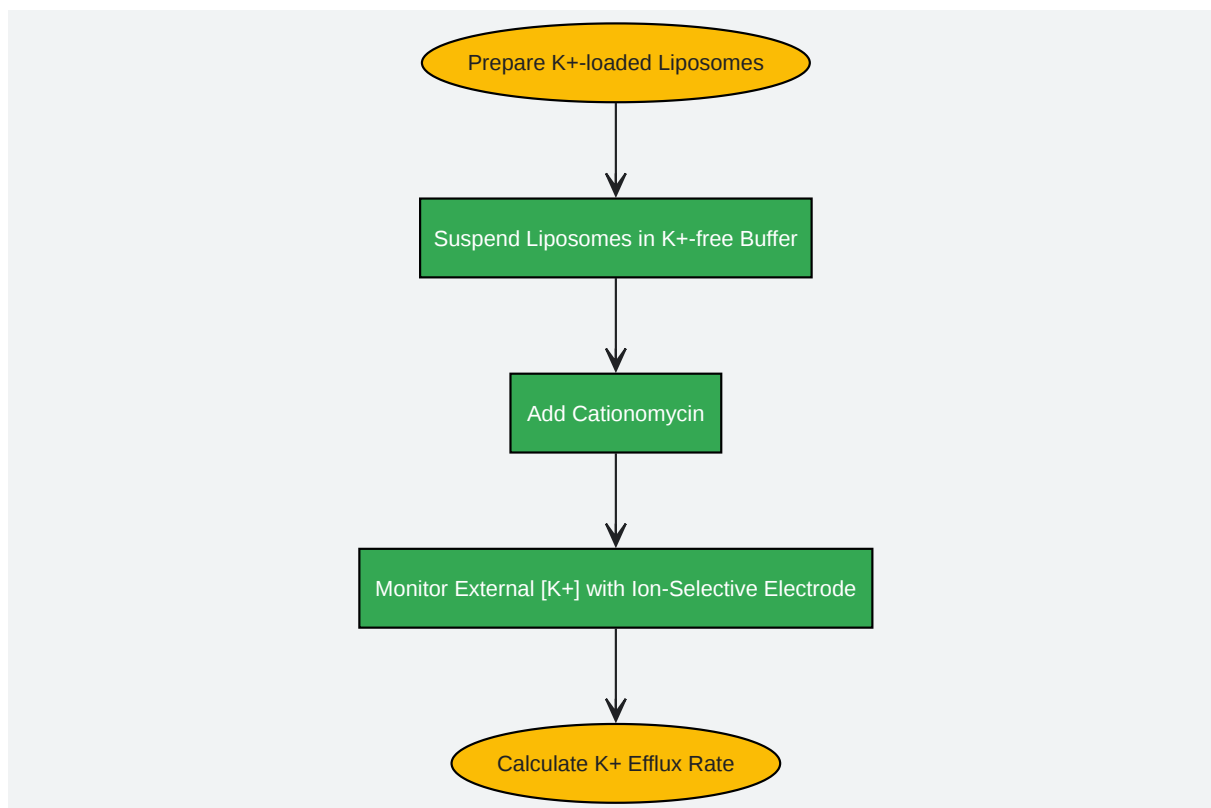 Prepare K+-loaded Liposomes
Suspend Liposomes in K+-free Buffer
Add Cationomycin
Monitor External [K+] with Ion-Selective Electrode
Calculate K+ Efflux Rate